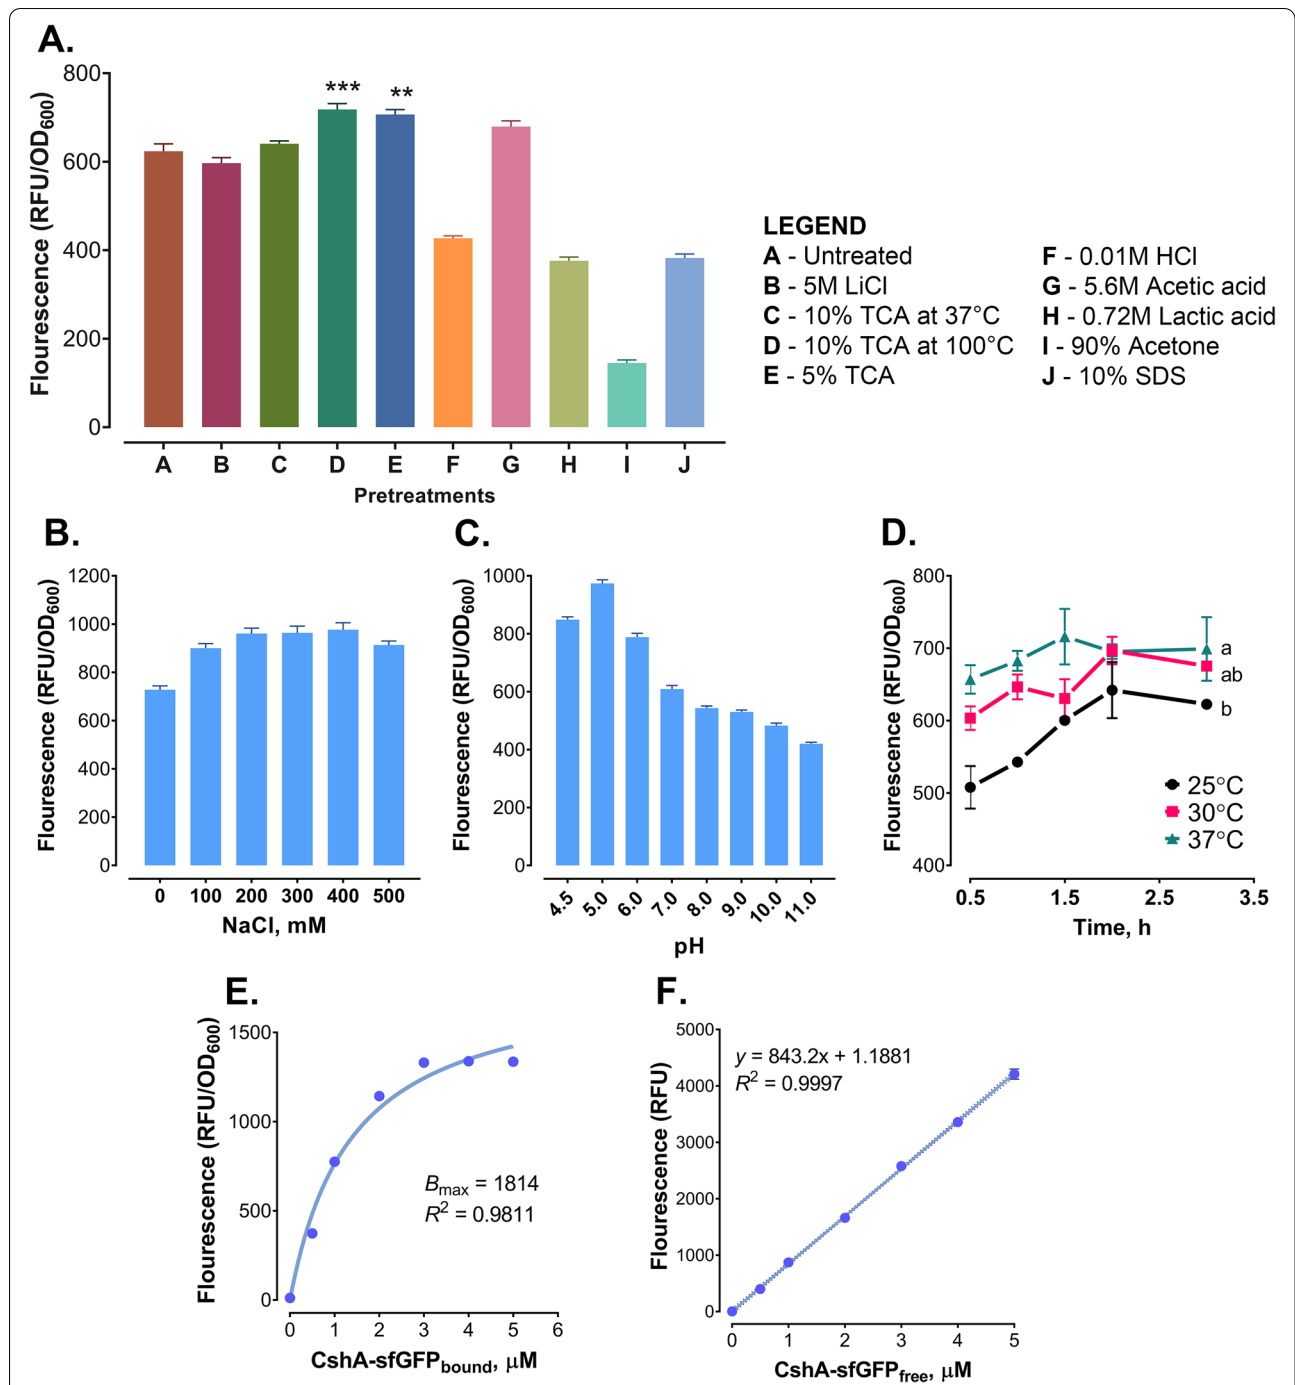 A.
Flourescence (RFU/OD600)
800
600
400
200
0
*** **
A B C D E F G H I J
Pretreatments
LEGEND
A - Untreated
B - 5M LiCl
C - 10% TCA at 37°C
D - 10% TCA at 100°C
E - 5% TCA
F - 0.01M HCl
G - 5.6M Acetic acid
H - 0.72M Lactic acid
I - 90% Acetone
J - 10% SDS
B.
Flourescence (RFU/OD600)
1200
1000
800
600
400
200
0
0 100 200 300 400 500
NaCl, mM
C.
Flourescence (RFU/OD600)
1000
800
600
400
200
0
4.5 5.0 6.0 7.0 8.0 9.0 10.0 11.0
pH
D.
Flourescence (RFU/OD600)
800
700
600
500
400
a
ab
b
25°C
30°C
37°C
0.5 1.5 2.5 3.5
Time, h
E.
Flourescence (RFU/OD600)
1500
1000
500
0
Bmax = 1814
R² = 0.9811
0 1 2 3 4 5 6
CshA-sfGFPbound, µM
F.
Flourescence (RFU)
5000
4000
3000
2000
1000
0
y = 843.2x + 1.1881
R² = 0.9997
0 1 2 3 4 5
CshA-sfGFPfree, µM